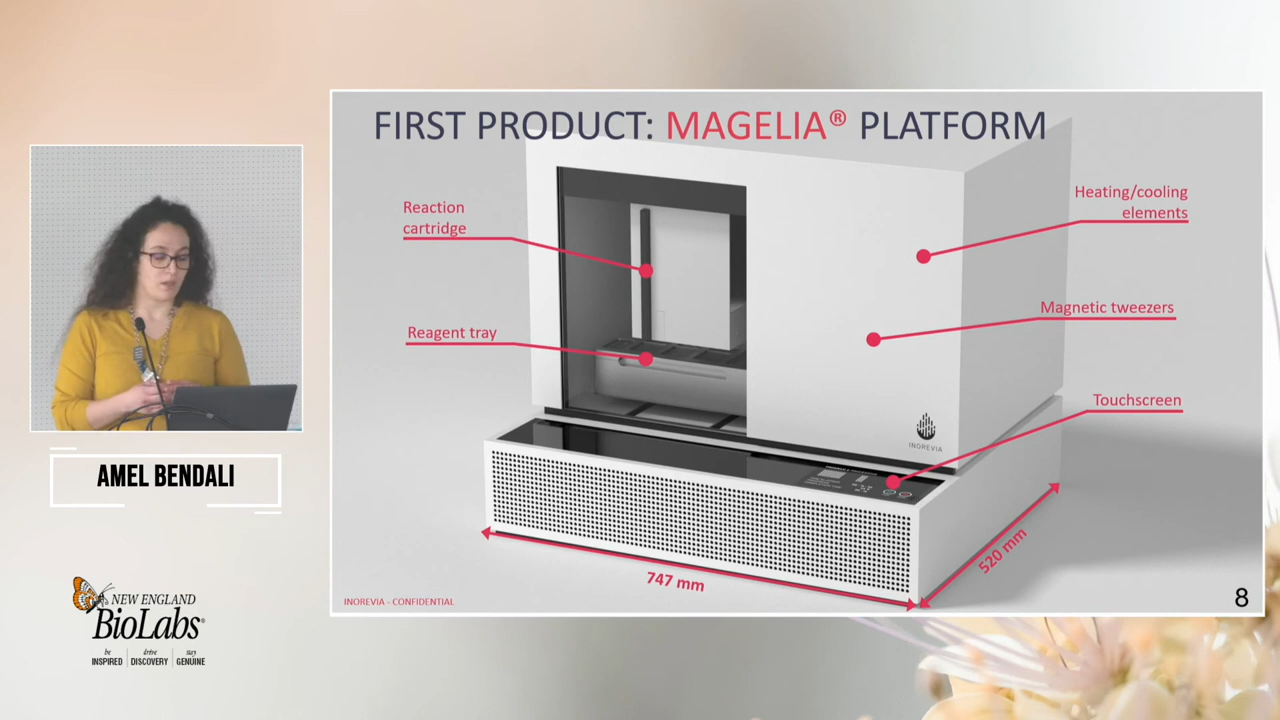 FIRST PRODUCT: MAGELIA® PLATFORM
Reaction
cartridge
Reagent tray
Heating/cooling
elements
Magnetic tweezers
Touchscreen
INOREVIA
747 mm
520 mm
INOREVIA - CONFIDENTIAL
8
AMEL BENDALI
NEW ENGLAND
BioLabs®
be INSPIRED
drive DISCOVERY
stay GENUINE